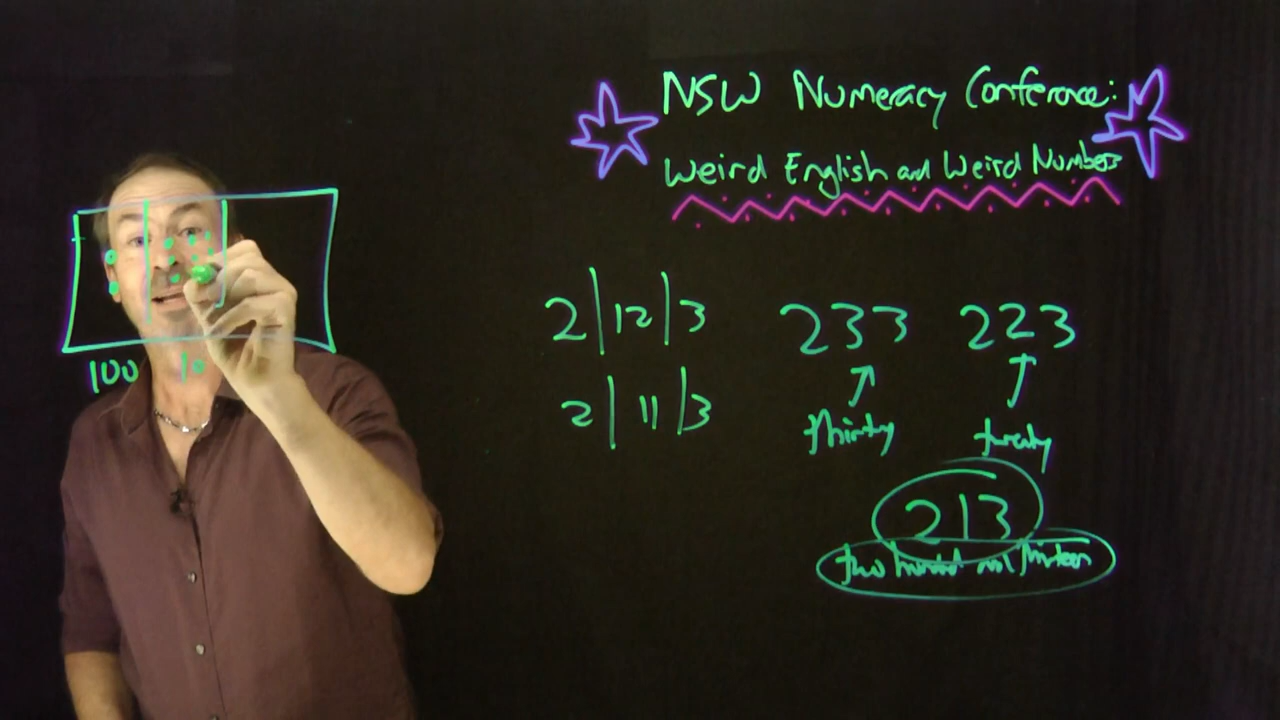 NSW Numeracy Conference:
Weird English and Weird Numbers
2|12|3
233
223
2|11|3
thirty
twenty
213
two hundred and thirteen
100
10